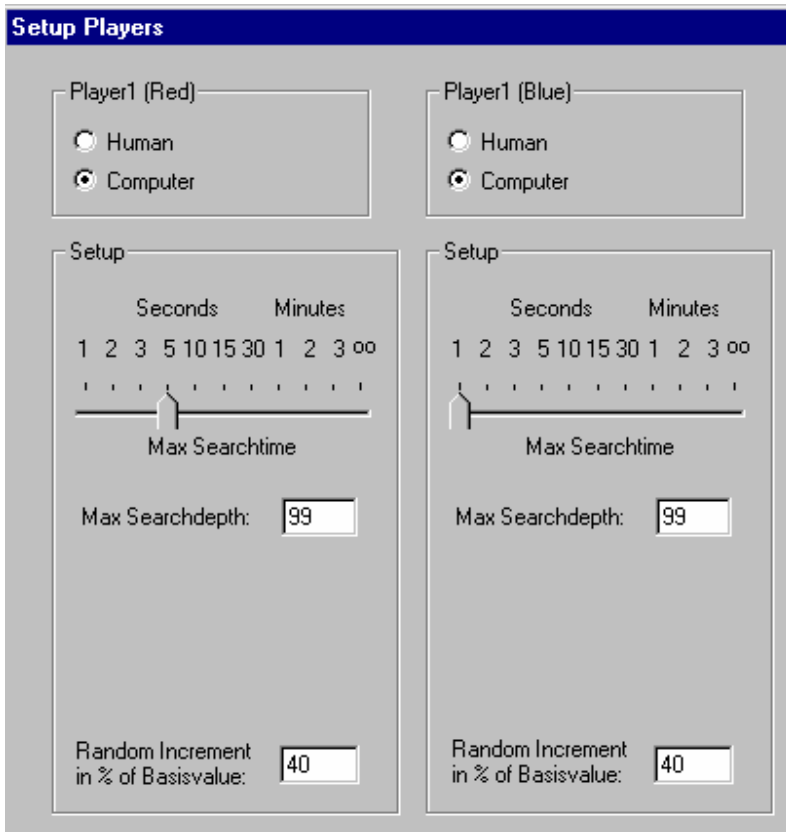 Setup Players
Player1 (Red)
Human
Computer
Setup
Seconds Minutes
1 2 3 5 10 15 30 1 2 3 oo
Max Searchtime
Max Searchdepth: 99
Random Increment
in % of Basisvalue: 40
Player1 (Blue)
Human
Computer
Setup
Seconds Minutes
1 2 3 5 10 15 30 1 2 3 oo
Max Searchtime
Max Searchdepth: 99
Random Increment
in % of Basisvalue: 40